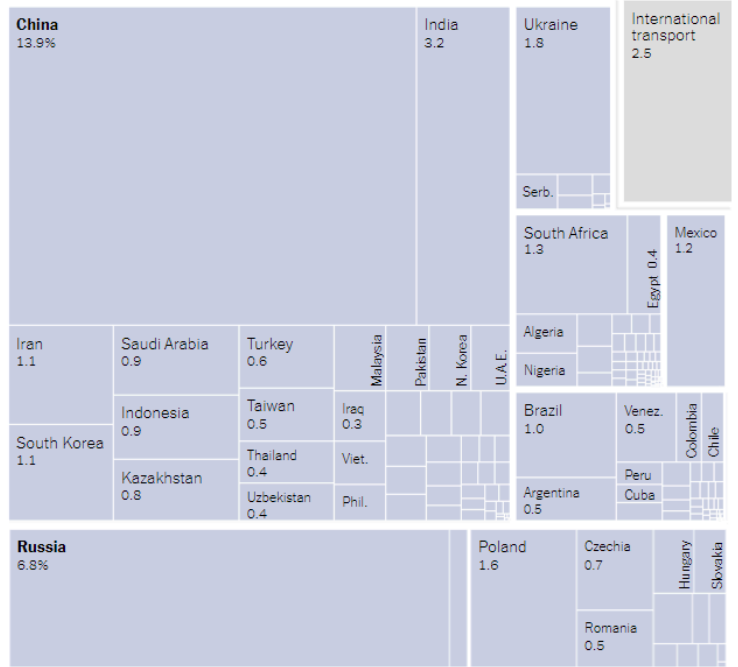 China
13.9%
India
3.2
Ukraine
1.8
International
transport
2.5
Serb.
South Africa
1.3
Egypt 0.4
Mexico
1.2
Algeria
Nigeria
Iran
1.1
Saudi Arabia
0.9
Turkey
0.6
Malaysia
Pakistan
N. Korea
U.A.E.
Indonesia
0.9
Taiwan
0.5
Iraq
0.3
South Korea
1.1
Kazakhstan
0.8
Thailand
0.4
Viet.
Uzbekistan
0.4
Phil.
Brazil
1.0
Venez.
0.5
Colombia
Chile
Peru
Cuba
Argentina
0.5
Russia
6.8%
Poland
1.6
Czechia
0.7
Hungary
Slovakia
Romania
0.5